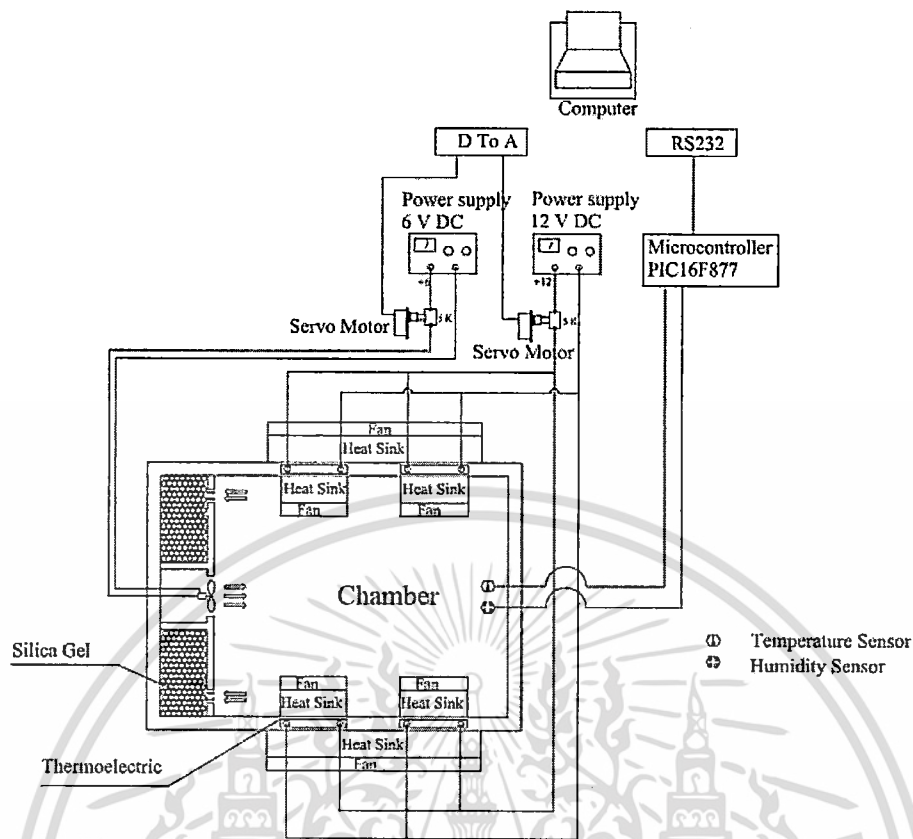 Computer
D To A
RS232
Power supply
6 V DC
Power supply
12 V DC
Microcontroller
PIC16F877
+6
+12
5 K
5 K
Servo Motor
Servo Motor
Fan
Heat Sink
Heat Sink
Heat Sink
Fan
Fan
Chamber
Silica Gel
Temperature Sensor
Humidity Sensor
Fan
Fan
Heat Sink
Heat Sink
Heat Sink
Fan
Thermoelectric